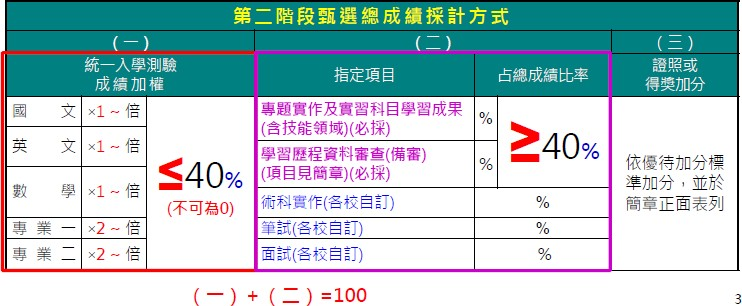 第二階段甄選總成績採計方式
(一) (二) (三)
統一入學測驗
成績加權
指定項目
占總成績比率
證照或
得獎加分
國文 ×1 ~ 倍
英文 ×1 ~ 倍
數學 ×1 ~ 倍
專業一 ×2 ~ 倍
專業二 ×2 ~ 倍
≤40%
(不可為0)
專題實作及實習科目學習成果
(含技能領域)(必採)
%
學習歷程資料審查(備審)
(項目見簡章)(必採)
%
≥40%
術科實作(各校自訂) %
筆試(各校自訂) %
面試(各校自訂) %
依優待加分標
準加分，並於
簡章正面表列
(一)+(二)=100
3